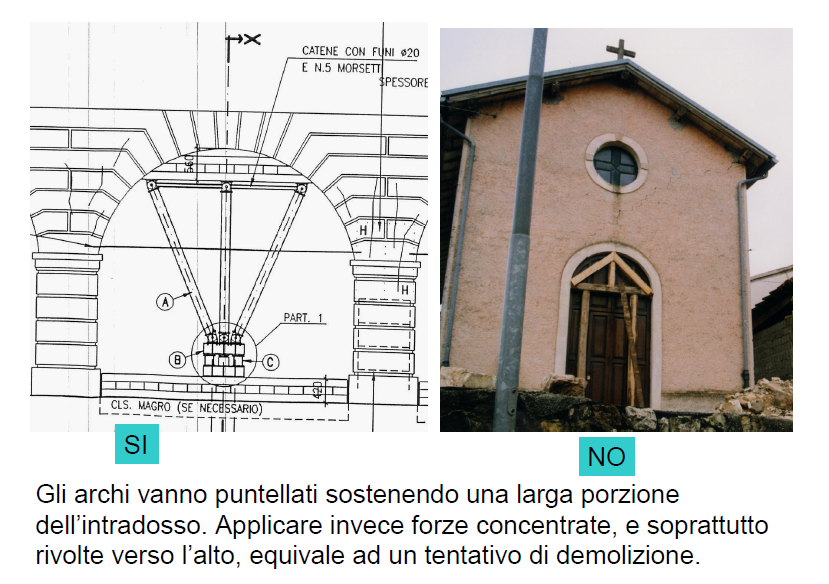 X
CATENE CON FUNI ø20
E N.5 MORSETTI
SPESSORE
560
H
H
A
PART. 1
B
C
420
CLS. MAGRO (SE NECESSARIO)
SI
NO
Gli archi vanno puntellati sostenendo una larga porzione
dell'intradosso. Applicare invece forze concentrate, e soprattutto
rivolte verso l'alto, equivale ad un tentativo di demolizione.